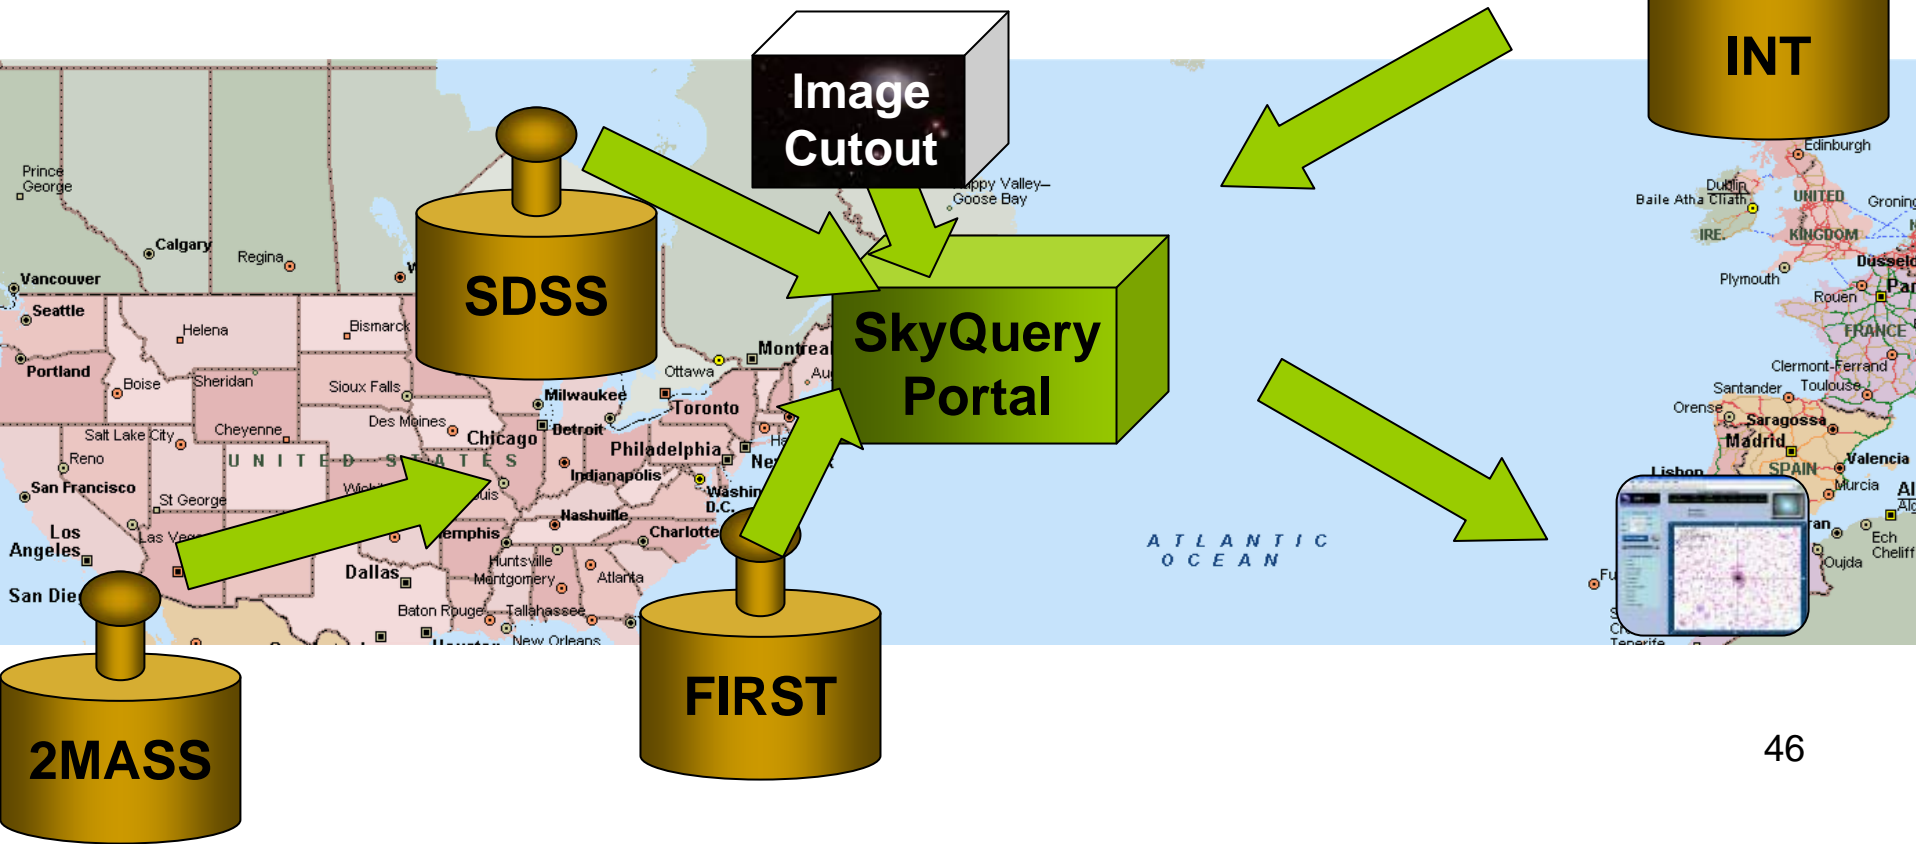 INT
Image
Cutout
Edinburgh
Prince
George
Dublin
Baile Atha Cliath
UNITED
KINGDOM
IRE.
Valley–
Goose Bay
Calgary
Regina
Vancouver
Seattle
SDSS
Plymouth
Rouen
Helena
Bismarck
SkyQuery
Portal
FRANCE
Montreal
Ottawa
Portland
Boise
Sheridan
Sioux Falls
Milwaukee
Toronto
Clermont-Ferrand
Santander
Toulouse
Orense
Saragossa
Salt Lake City
Cheyenne
Des Moines
Chicago
Detroit
Philadelphia
Madrid
Reno
UNITED STATES
Indianapolis
Lisbon
SPAIN
Valencia
San Francisco
St George
Murcia
D.C.
Los
Angeles
Nashville
Charlotte
ATLANTIC
OCEAN
Ech
Cheliff
Oujda
Dallas
Huntsville
Montgomery
Atlanta
Baton Rouge
Tallahassee
New Orleans
Tenerife
FIRST
2MASS
46